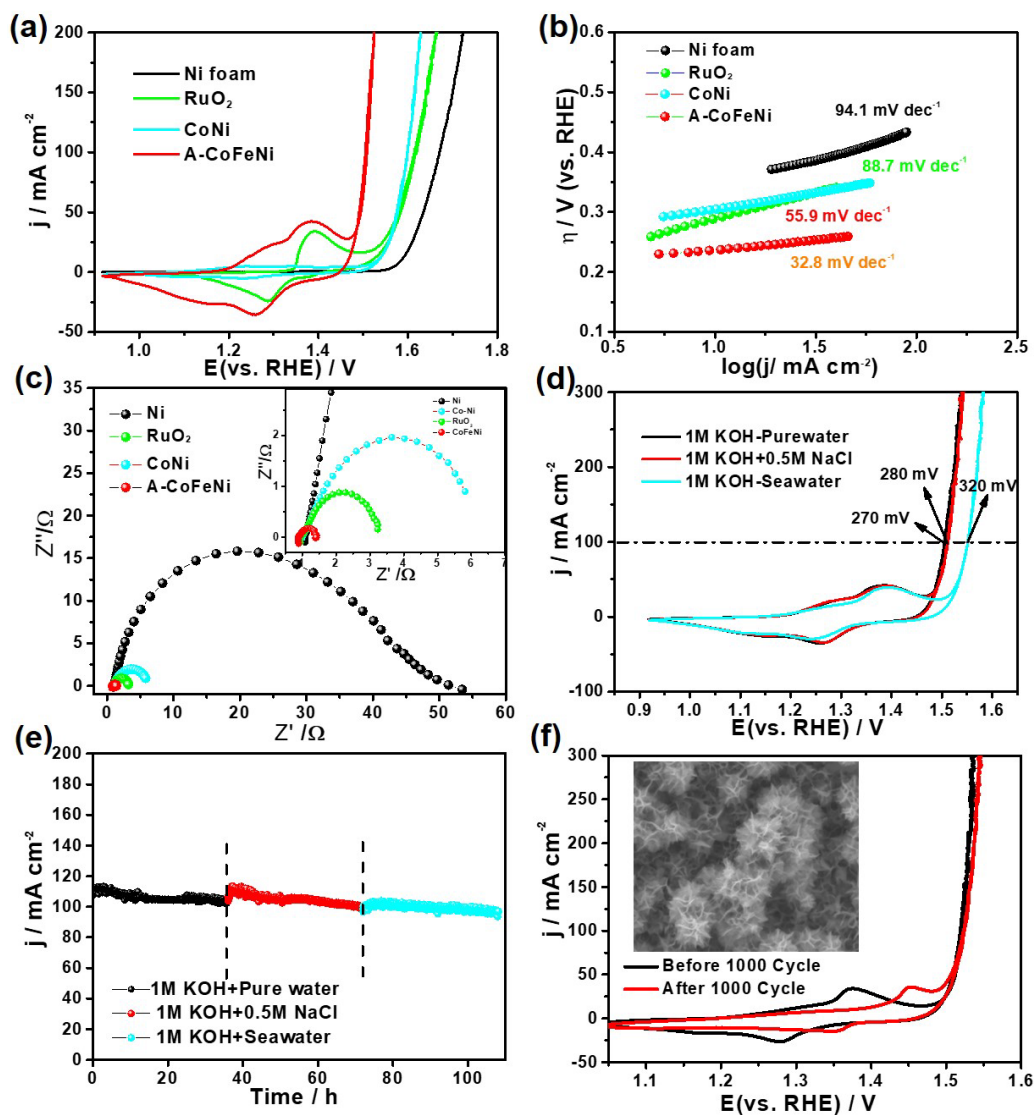 (a)
200
150
100
50
0
-50
j / mA cm-2
Ni foam
RuO2
CoNi
A-CoFeNi
1.0
1.2
1.4
1.6
1.8
E(vs. RHE) / V
(b)
0.6
0.5
0.4
0.3
0.2
0.1
η / V (vs. RHE)
Ni foam
RuO2
CoNi
A-CoFeNi
94.1 mV dec-1
88.7 mV dec-1
55.9 mV dec-1
32.8 mV dec-1
0.5
1.0
1.5
2.0
2.5
log(j/ mA cm-2)
(c)
35
30
25
20
15
10
5
0
Z''/Ω
Ni
RuO2
CoNi
A-CoFeNi
0
10
20
30
40
50
60
Z' /Ω
2
1
0
Z''/Ω
Ni
Co-Ni
RuO2
CoFeNi
1
2
3
4
5
6
7
Z'/Ω
(d)
300
200
100
0
-100
j / mA cm-2
1M KOH-Purewater
1M KOH+0.5M NaCl
1M KOH-Seawater
280 mV
320 mV
270 mV
0.9
1.0
1.1
1.2
1.3
1.4
1.5
1.6
E(vs. RHE) / V
(e)
200
180
160
140
120
100
80
60
40
20
0
j / mA cm-2
1M KOH+Pure water
1M KOH+0.5M NaCl
1M KOH+Seawater
0
20
40
60
80
100
Time / h
(f)
300
250
200
150
100
50
0
-50
j / mA cm-2
Before 1000 Cycle
After 1000 Cycle
1.1
1.2
1.3
1.4
1.5
1.6
E(vs. RHE) / V